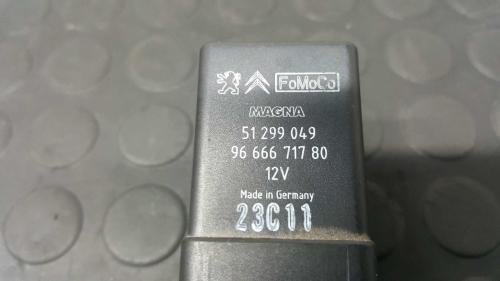 FoMoCo
MAGNA
51 299 049
96 666 717 80
12V
Made in Germany
23C11